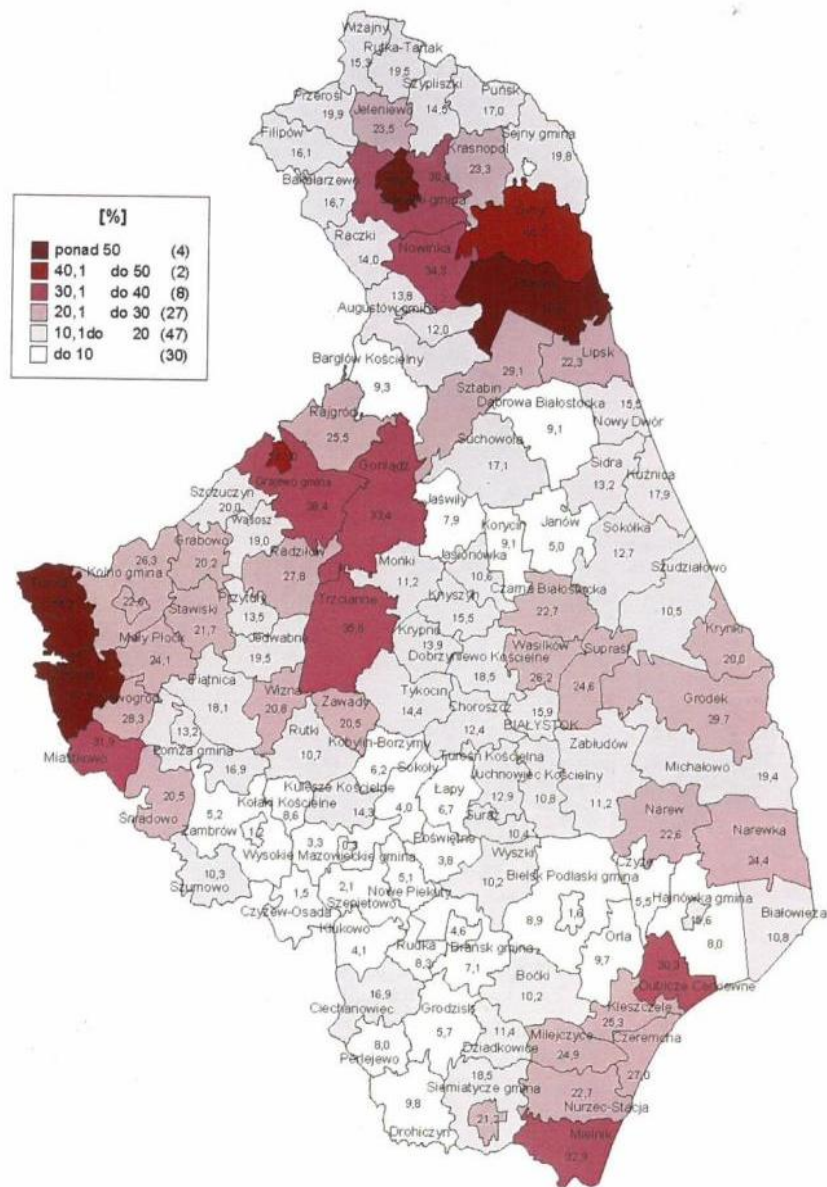 Wiżajny
Rutka-Tartak
15,3
19,5
Szypliszki
Puńsk
Przerośl
14,5
17,0
19,9
Jeleniewo
Sejny gmina
Filipów
23,5
Krasnopol
16,1
23,3
19,8
Bakałarzewo
gmina
16,7
[%]
ponad 50 (4)
40,1 do 50 (2)
30,1 do 40 (8)
20,1 do 30 (27)
10,1 do 20 (47)
do 10 (30)
Raczki
Nowinka
14,0
13,8
Augustów gmina
12,0
Bargłów Kościelny
Lipsk
22,3
29,1
9,3
Sztabin
Dąbrowa Białostocka
15,5
Rajgród
9,1
Nowy Dwór
25,5
Suchowola
Goniądz
17,1
Sidra
Kuźnica
Grajewo gmina
13,2
Szczuczyn
38,4
33,4
Jaświły
17,9
20,0
Wąsosz
7,9
Korycin
Janów
Grabowo
19,0
9,1
5,0
Sokółka
26,3
20,2
Radziłów
Mońki
Jasionówka
12,7
Kolno gmina
27,8
11,2
10,6
Szudziałowo
Stawiski
Przytuły
Trzcianne
Knyszyn
Czarna Białostocka
21,7
13,5
15,5
22,7
10,5
Mały Płock
Jedwabne
35,8
Krypno
Krynki
24,1
19,5
13,9
Wasilków
Supraśl
20,0
Dobrzyniewo Kościelne
Piątnica
Tykocin
18,5
26,2
24,6
Gródek
18,1
Wizna
Zawady
14,4
Choroszcz
15,9
29,7
28,3
20,8
20,5
BIAŁYSTOK
13,2
Rutki
Kobylin-Borzymy
12,4
Zabłudów
31,9
Łomża gmina
10,7
Turośń Kościelna
Michałowo
Miastkowo
16,9
6,2
Sokoły
Juchnowiec Kościelny
19,4
Kulesze Kościelne
Łapy
12,9
10,8
11,2
20,5
5,2
Kołaki Kościelne
14,3
4,0
6,7
Suraż
Narew
Śniadowo
8,6
10,4
22,6
Narewka
Zambrów
1,2
3,3
0,3
Poświętne
24,4
Wysokie Mazowieckie gmina
3,8
Wyszki
Czyże
10,3
5,1
10,2
Bielsk Podlaski gmina
Szumowo
1,5
2,1
Nowe Piekuty
5,5
Hajnówka gmina
Czyżew-Osada
Szepietowo
8,9
1,6
Białowieża
Klukowo
4,6
Orla
8,0
10,8
4,1
Rudka
Brańsk gmina
9,7
30,3
8,3
7,1
Boćki
Dubicze Cerkiewne
Ciechanowiec
16,9
10,2
Kleszczele
Grodzisk
25,3
5,7
11,4
Milejczyce
Czeremcha
8,0
Dziadkowice
24,9
Perlejewo
18,5
27,0
Siemiatycze gmina
22,7
9,8
Nurzec-Stacja
Drohiczyn
Mielnik
32,9